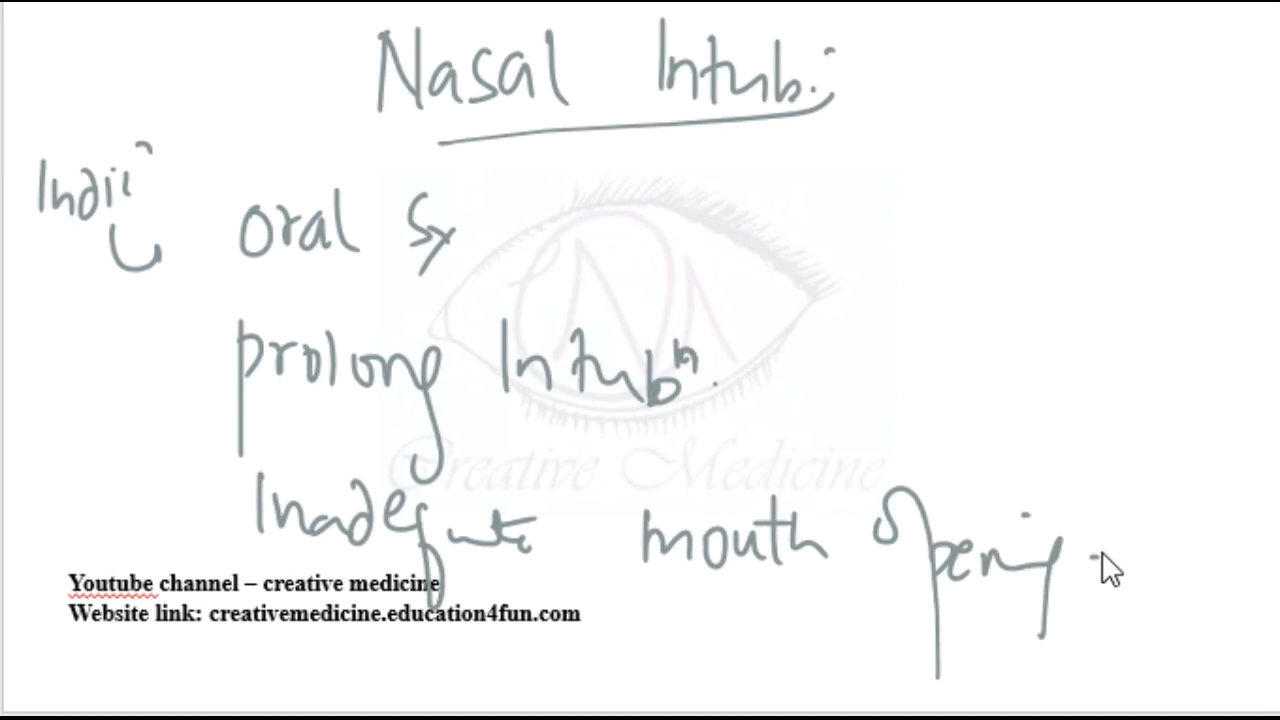 Nasal Intub:
Indiⁿ
oral Sx
prolong Intubⁿ.
Inadequate mouth opening
Creative Medicine
Youtube channel – creative medicine
Website link: creativemedicine.education4fun.com